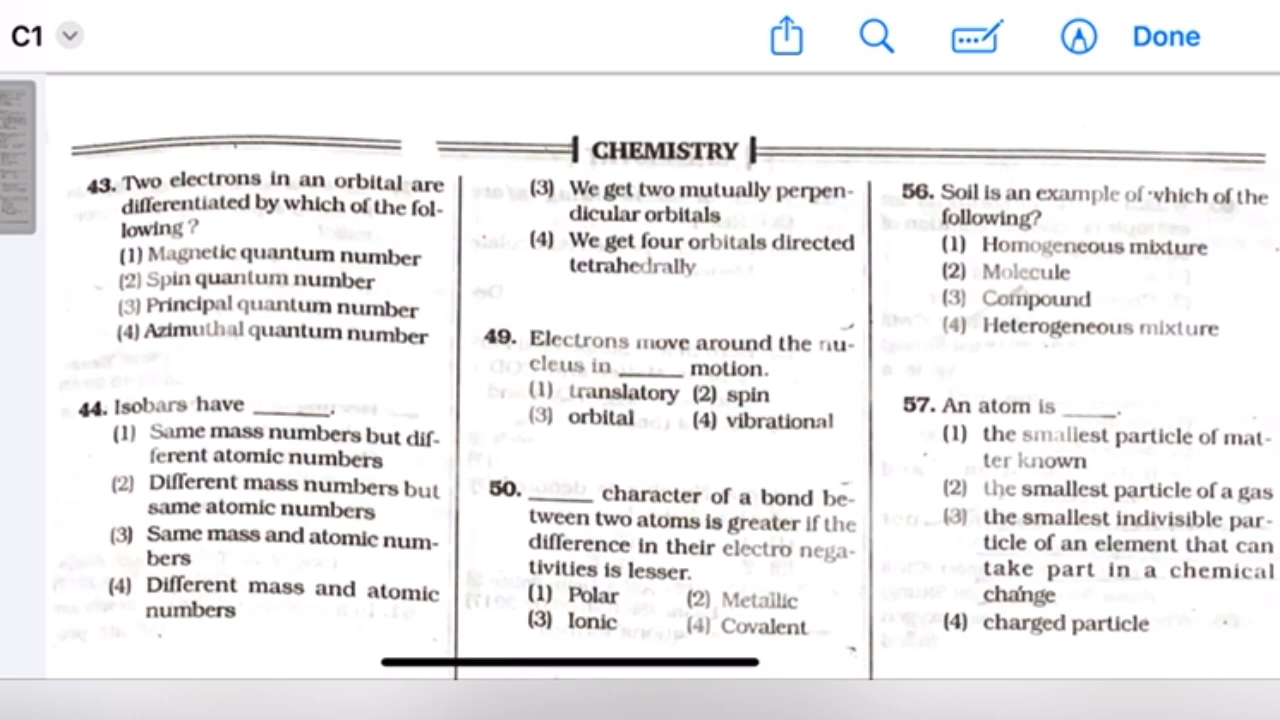 C1
Done
CHEMISTRY
43. Two electrons in an orbital are
differentiated by which of the fol-
lowing ?
(1) Magnetic quantum number
(2) Spin quantum number
(3) Principal quantum number
(4) Azimuthal quantum number
44. Isobars have ______.
(1) Same mass numbers but dif-
ferent atomic numbers
(2) Different mass numbers but
same atomic numbers
(3) Same mass and atomic num-
bers
(4) Different mass and atomic
numbers
(3) We get two mutually perpen-
dicular orbitals
(4) We get four orbitals directed
tetrahedrally
49. Electrons move around the nu-
cleus in ______ motion.
(1) translatory (2) spin
(3) orbital (4) vibrational
50. ______ character of a bond be-
tween two atoms is greater if the
difference in their electro nega-
tivities is lesser.
(1) Polar (2) Metallic
(3) Ionic (4) Covalent
56. Soil is an example of which of the
following?
(1) Homogeneous mixture
(2) Molecule
(3) Compound
(4) Heterogeneous mixture
57. An atom is _____.
(1) the smallest particle of mat-
ter known
(2) the smallest particle of a gas
(3) the smallest indivisible par-
ticle of an element that can
take part in a chemical
change
(4) charged particle